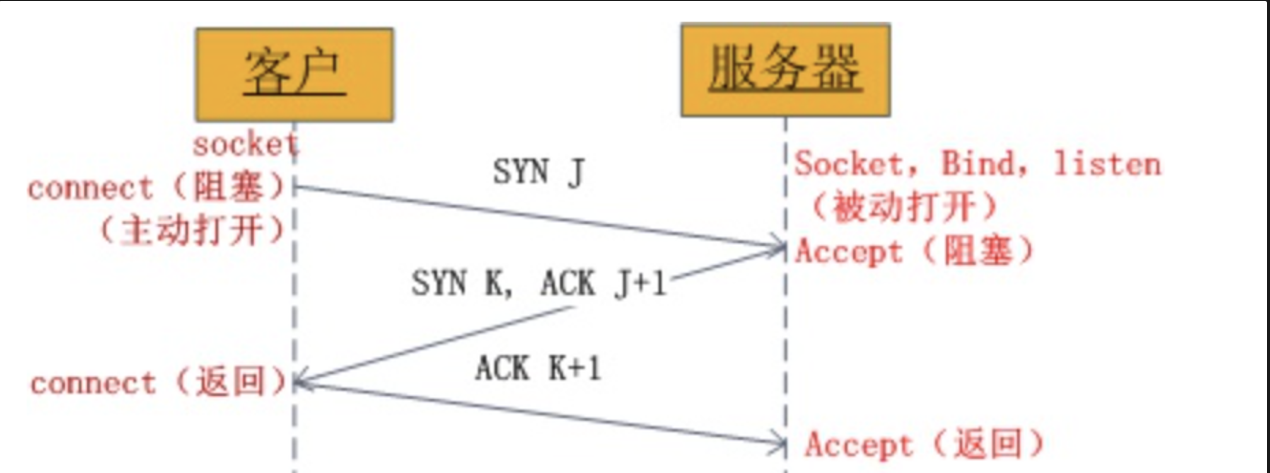 客户
服务器
socket
connect（阻塞）
（主动打开）
SYN J
Socket, Bind, listen
（被动打开）
Accept（阻塞）
SYN K, ACK J+1
connect（返回）
ACK K+1
Accept（返回）